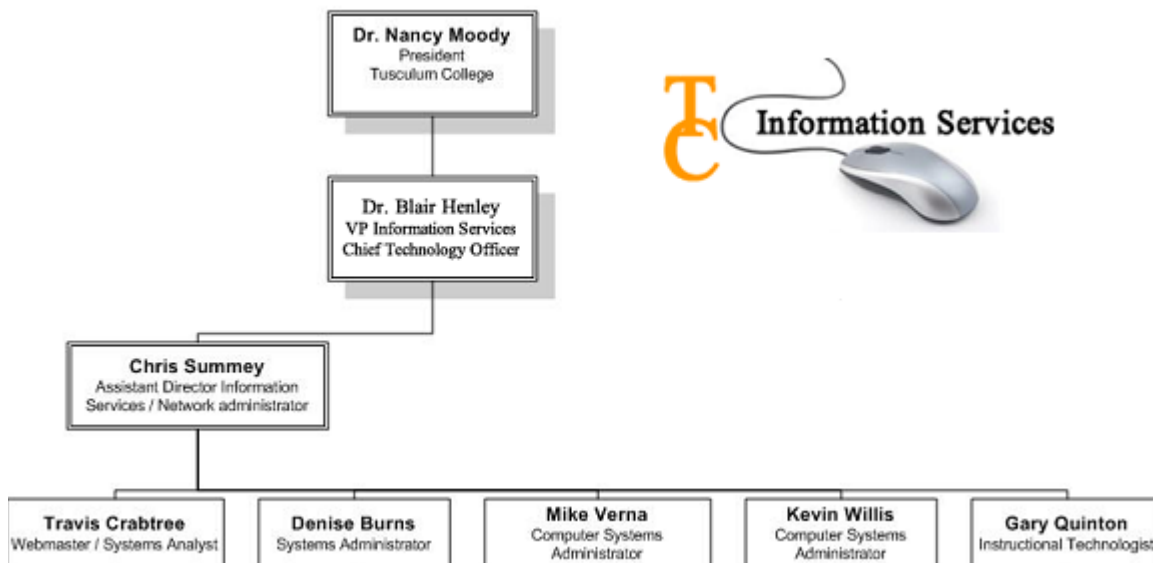 Dr. Nancy Moody
President
Tusculum College
TC
Information Services
Dr. Blair Henley
VP Information Services
Chief Technology Officer
Chris Summey
Assistant Director Information
Services / Network administrator
Travis Crabtree
Webmaster / Systems Analyst
Denise Burns
Systems Administrator
Mike Verna
Computer Systems
Administrator
Kevin Willis
Computer Systems
Administrator
Gary Quinton
Instructional Technologist